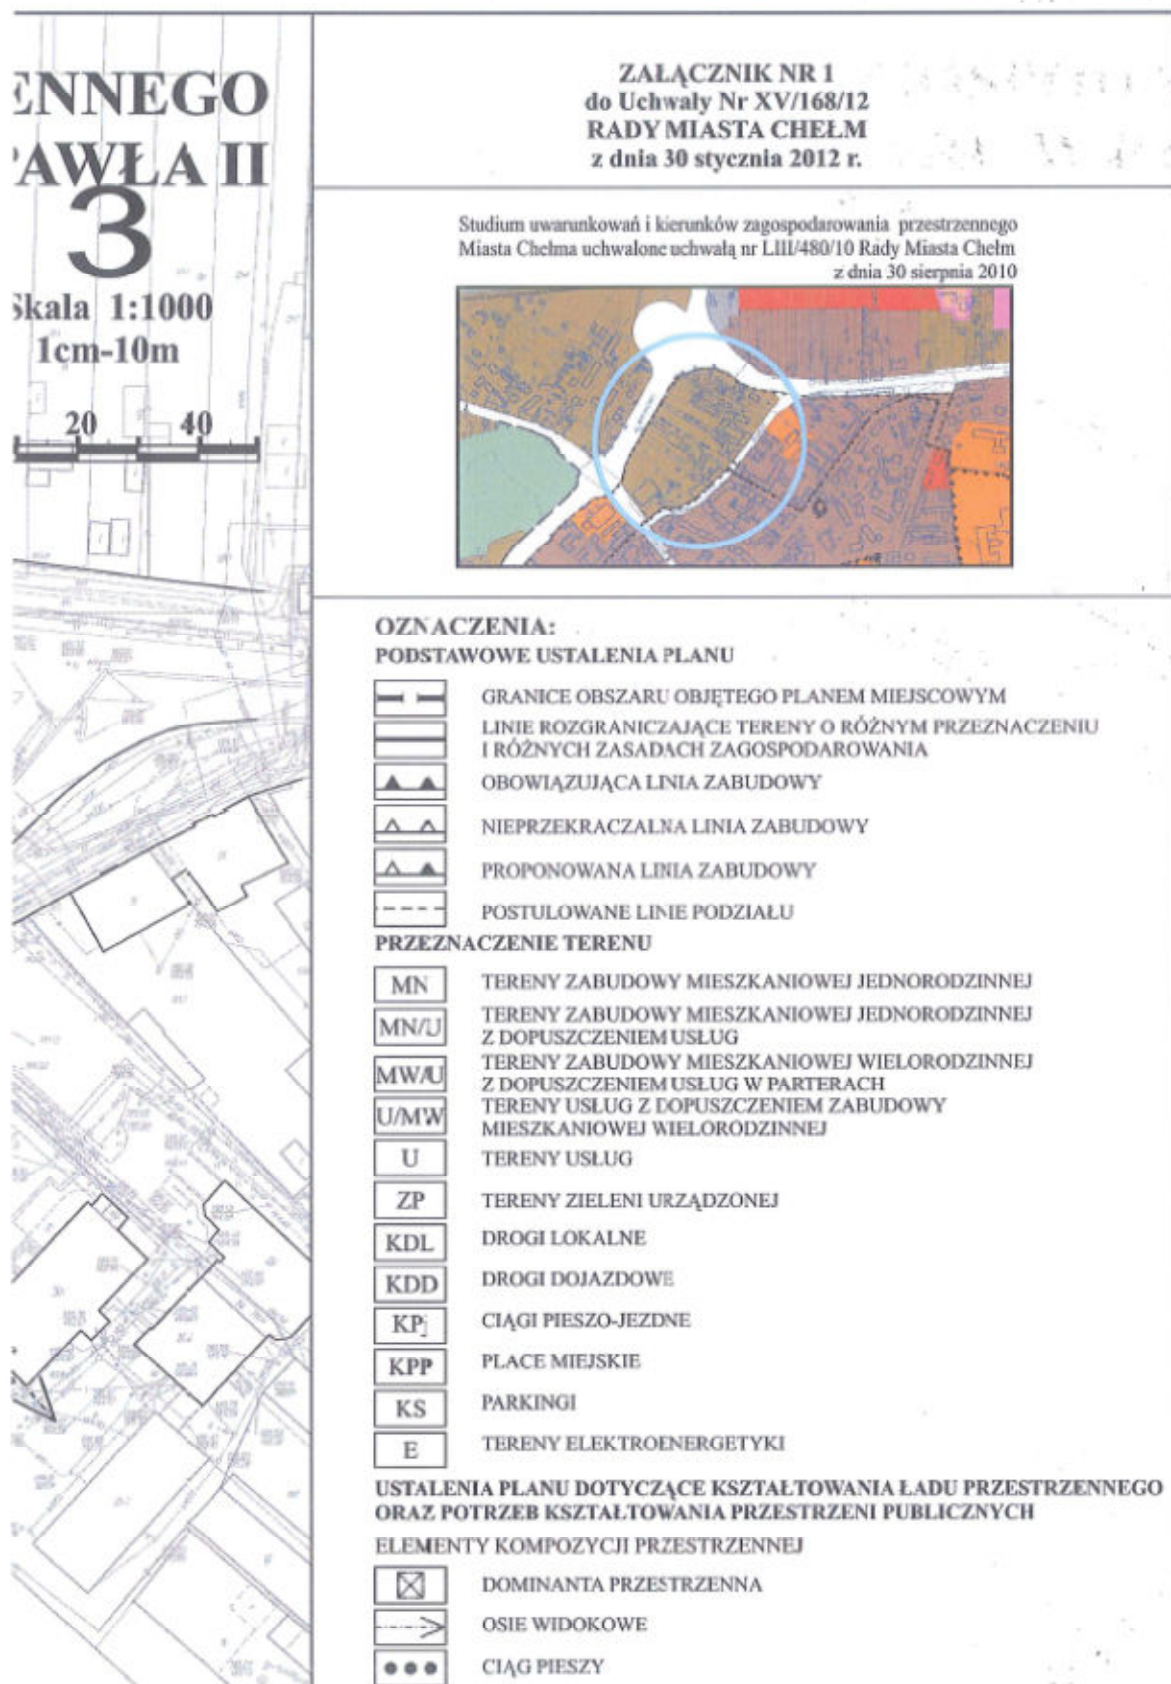 ENNEGO
PAWŁA II
3
Skala 1:1000
1cm-10m
20 40
ZAŁĄCZNIK NR 1
do Uchwały Nr XV/168/12
RADY MIASTA CHEŁM
z dnia 30 stycznia 2012 r.
Studium uwarunkowań i kierunków zagospodarowania przestrzennego
Miasta Chełma uchwalone uchwałą nr LIII/480/10 Rady Miasta Chełm
z dnia 30 sierpnia 2010
OZNACZENIA:
PODSTAWOWE USTALENIA PLANU
GRANICE OBSZARU OBJĘTEGO PLANEM MIEJSCOWYM
LINIE ROZGRANICZAJĄCE TERENY O RÓŻNYM PRZEZNACZENIU
I RÓŻNYCH ZASADACH ZAGOSPODAROWANIA
OBOWIĄZUJĄCA LINIA ZABUDOWY
NIEPRZEKRACZALNA LINIA ZABUDOWY
PROPONOWANA LINIA ZABUDOWY
POSTULOWANE LINIE PODZIAŁU
PRZEZNACZENIE TERENU
MN TERENY ZABUDOWY MIESZKANIOWEJ JEDNORODZINNEJ
MN/U TERENY ZABUDOWY MIESZKANIOWEJ JEDNORODZINNEJ
Z DOPUSZCZENIEM USŁUG
MW/U TERENY ZABUDOWY MIESZKANIOWEJ WIELORODZINNEJ
Z DOPUSZCZENIEM USŁUG W PARTERACH
U/MW TERENY USŁUG Z DOPUSZCZENIEM ZABUDOWY
MIESZKANIOWEJ WIELORODZINNEJ
U TERENY USŁUG
ZP TERENY ZIELENI URZĄDZONEJ
KDL DROGI LOKALNE
KDD DROGI DOJAZDOWE
KPj CIĄGI PIESZO-JEZDNE
KPP PLACE MIEJSKIE
KS PARKINGI
E TERENY ELEKTROENERGETYKI
USTALENIA PLANU DOTYCZĄCE KSZTAŁTOWANIA ŁADU PRZESTRZENNEGO
ORAZ POTRZEB KSZTAŁTOWANIA PRZESTRZENI PUBLICZNYCH
ELEMENTY KOMPOZYCJI PRZESTRZENNEJ
DOMINANTA PRZESTRZENNA
OSIE WIDOKOWE
CIĄG PIESZY